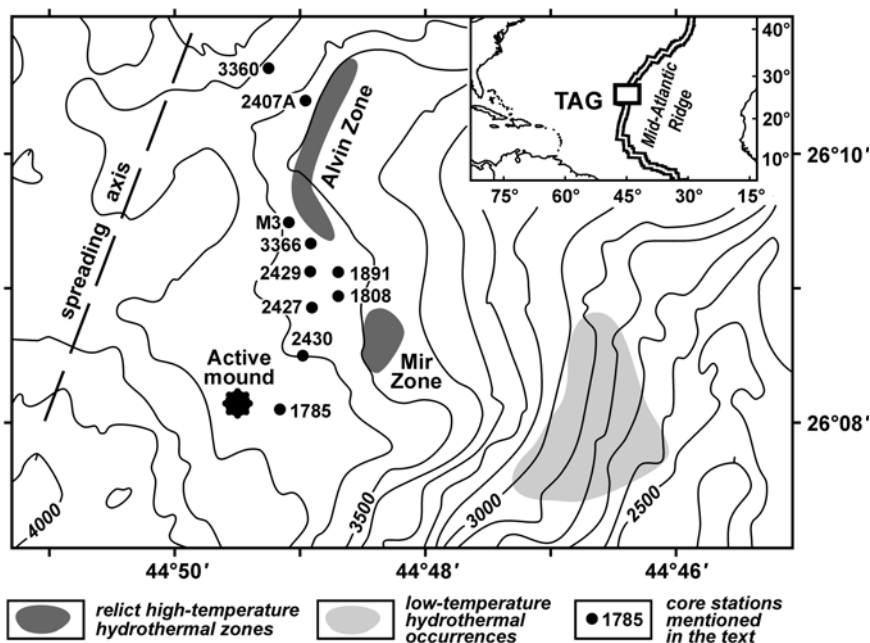 3360
2407A
Alvin Zone
spreading axis
M3
3366
2429
1891
1808
2427
2430
Active
mound
Mir
Zone
1785
4000
3500
3000
2500
TAG
Mid-Atlantic
Ridge
40°
30°
20°
10°
75° 60° 45° 30° 15°
26°10'
26°08'
44°50′ 44°48′ 44°46′
relict high-temperature
hydrothermal zones
low-temperature
hydrothermal
occurrences
1785
core stations
mentioned
in the text